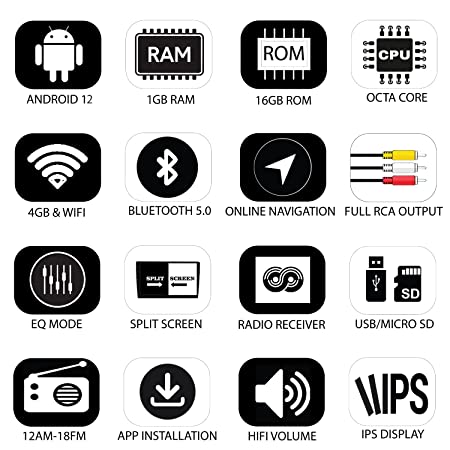 RAM
ROM
CPU
ANDROID 12
1GB RAM
16GB ROM
OCTA CORE
4GB & WIFI
BLUETOOTH 5.0
ONLINE NAVIGATION
FULL RCA OUTPUT
SPLIT SCREEN
SD
EQ MODE
SPLIT SCREEN
RADIO RECEIVER
USB/MICRO SD
IPS
12AM-18FM
APP INSTALLATION
HIFI VOLUME
IPS DISPLAY